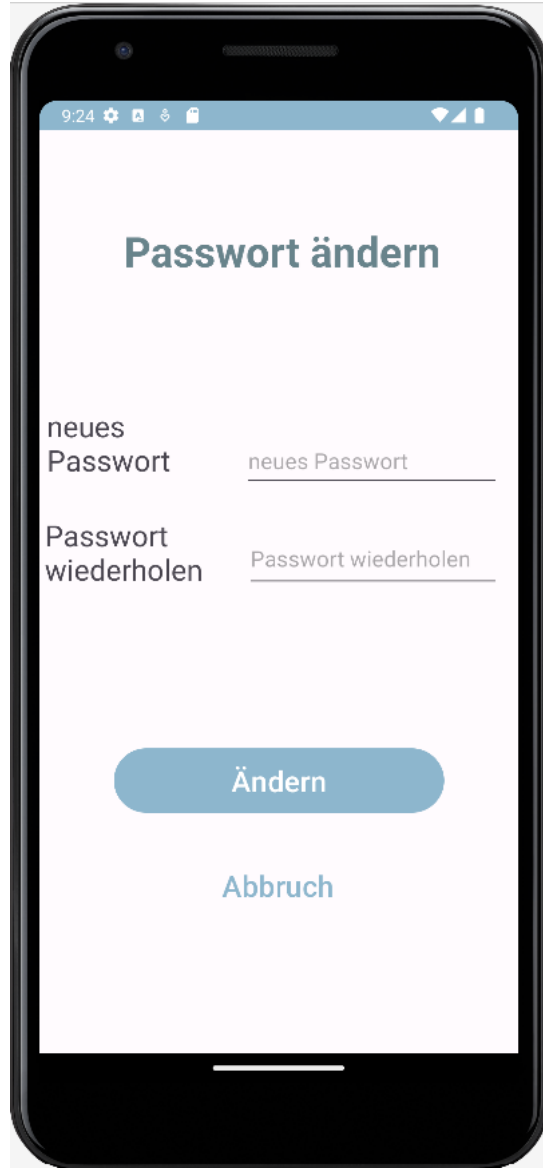 9:24
Passwort ändern
neues
Passwort
neues Passwort
Passwort
wiederholen
Passwort wiederholen
Ändern
Abbruch